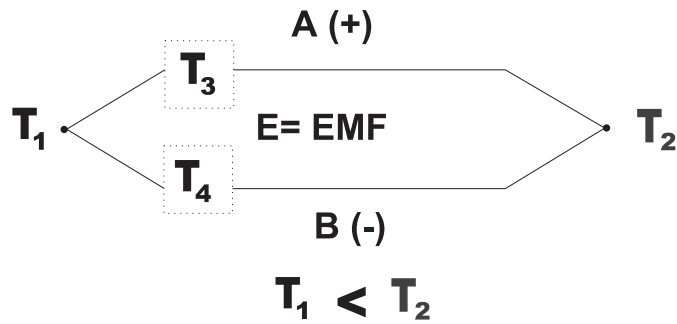 A (+)
T₃
T₁
E= EMF
T₂
T₄
B (-)
T₁ < T₂